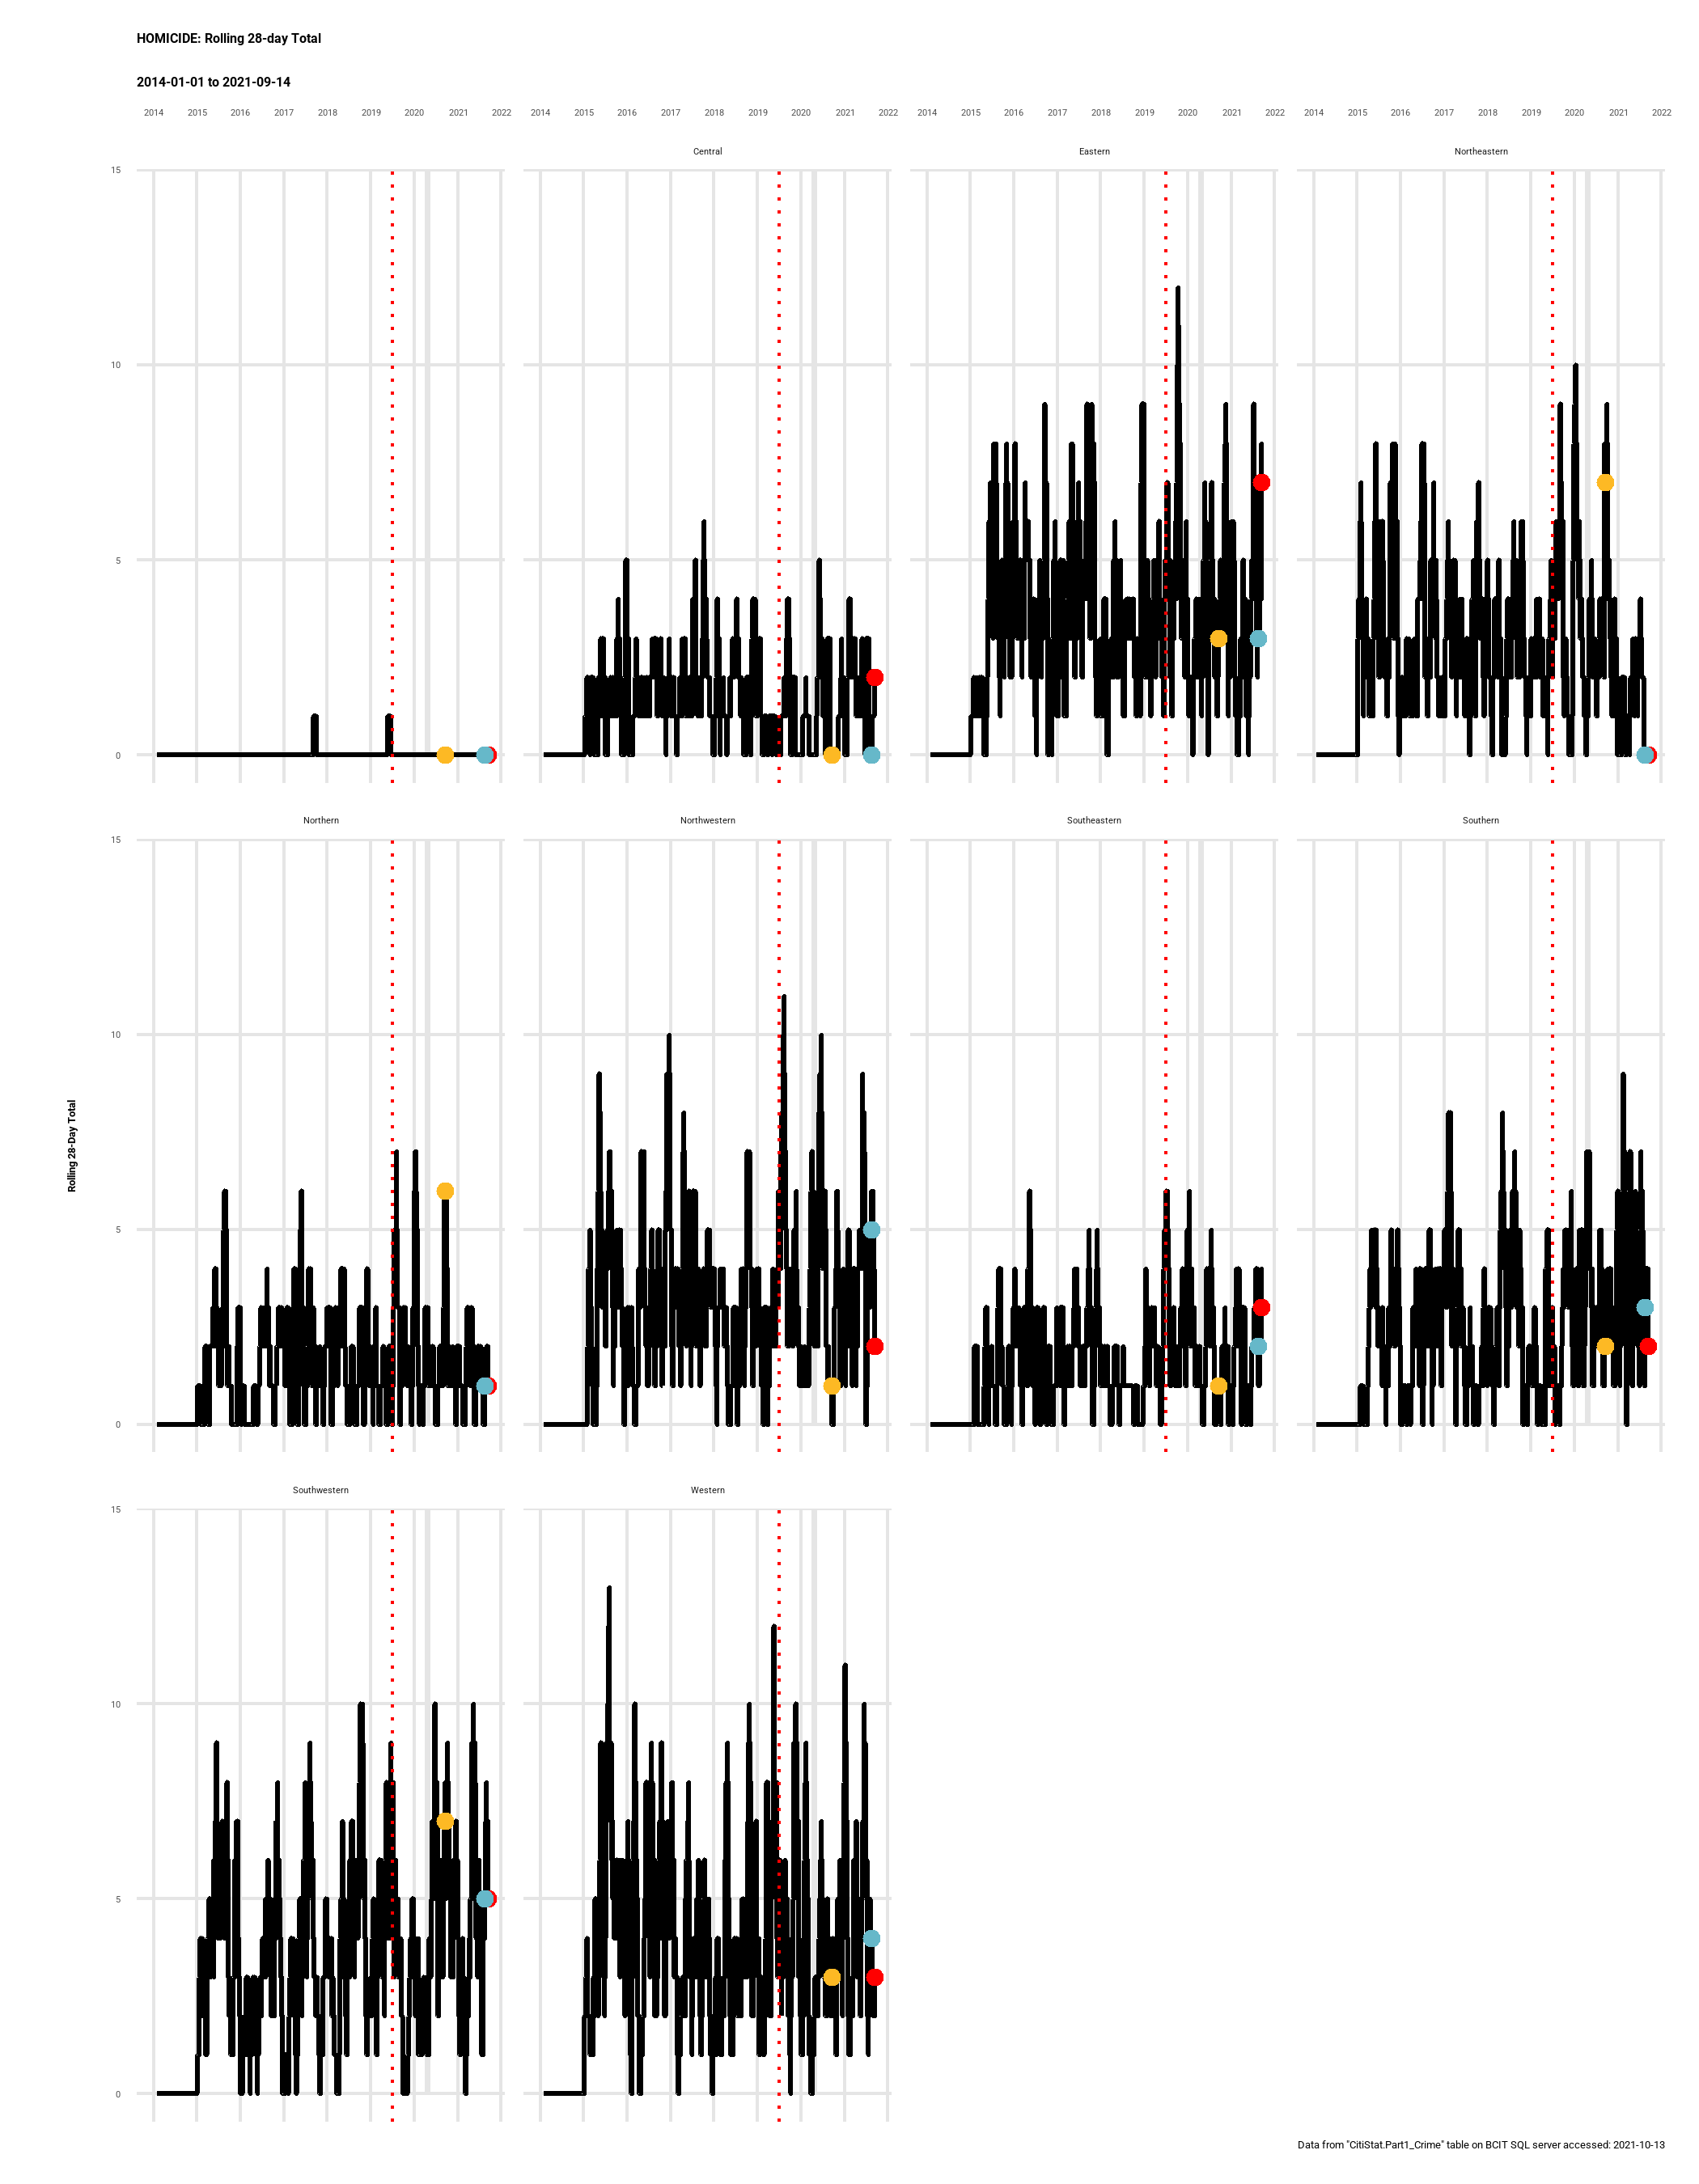 HOMICIDE: Rolling 28-day Total
2014-01-01 to 2021-09-14
2014 2015 2016 2017 2018 2019 2020 2021 2022 2014 2015 2016 2017 2018 2019 2020 2021 2022 2014 2015 2016 2017 2018 2019 2020 2021 2022 2014 2015 2016 2017 2018 2019 2020 2021 2022
Central Eastern Northeastern
15
10
5
0
Northern Northwestern Southeastern Southern
15
10
Rolling 28-Day Total
5
0
Southwestern Western
15
10
5
0
Data from "CitiStat.Part1_Crime" table on BCIT SQL server accessed: 2021-10-13